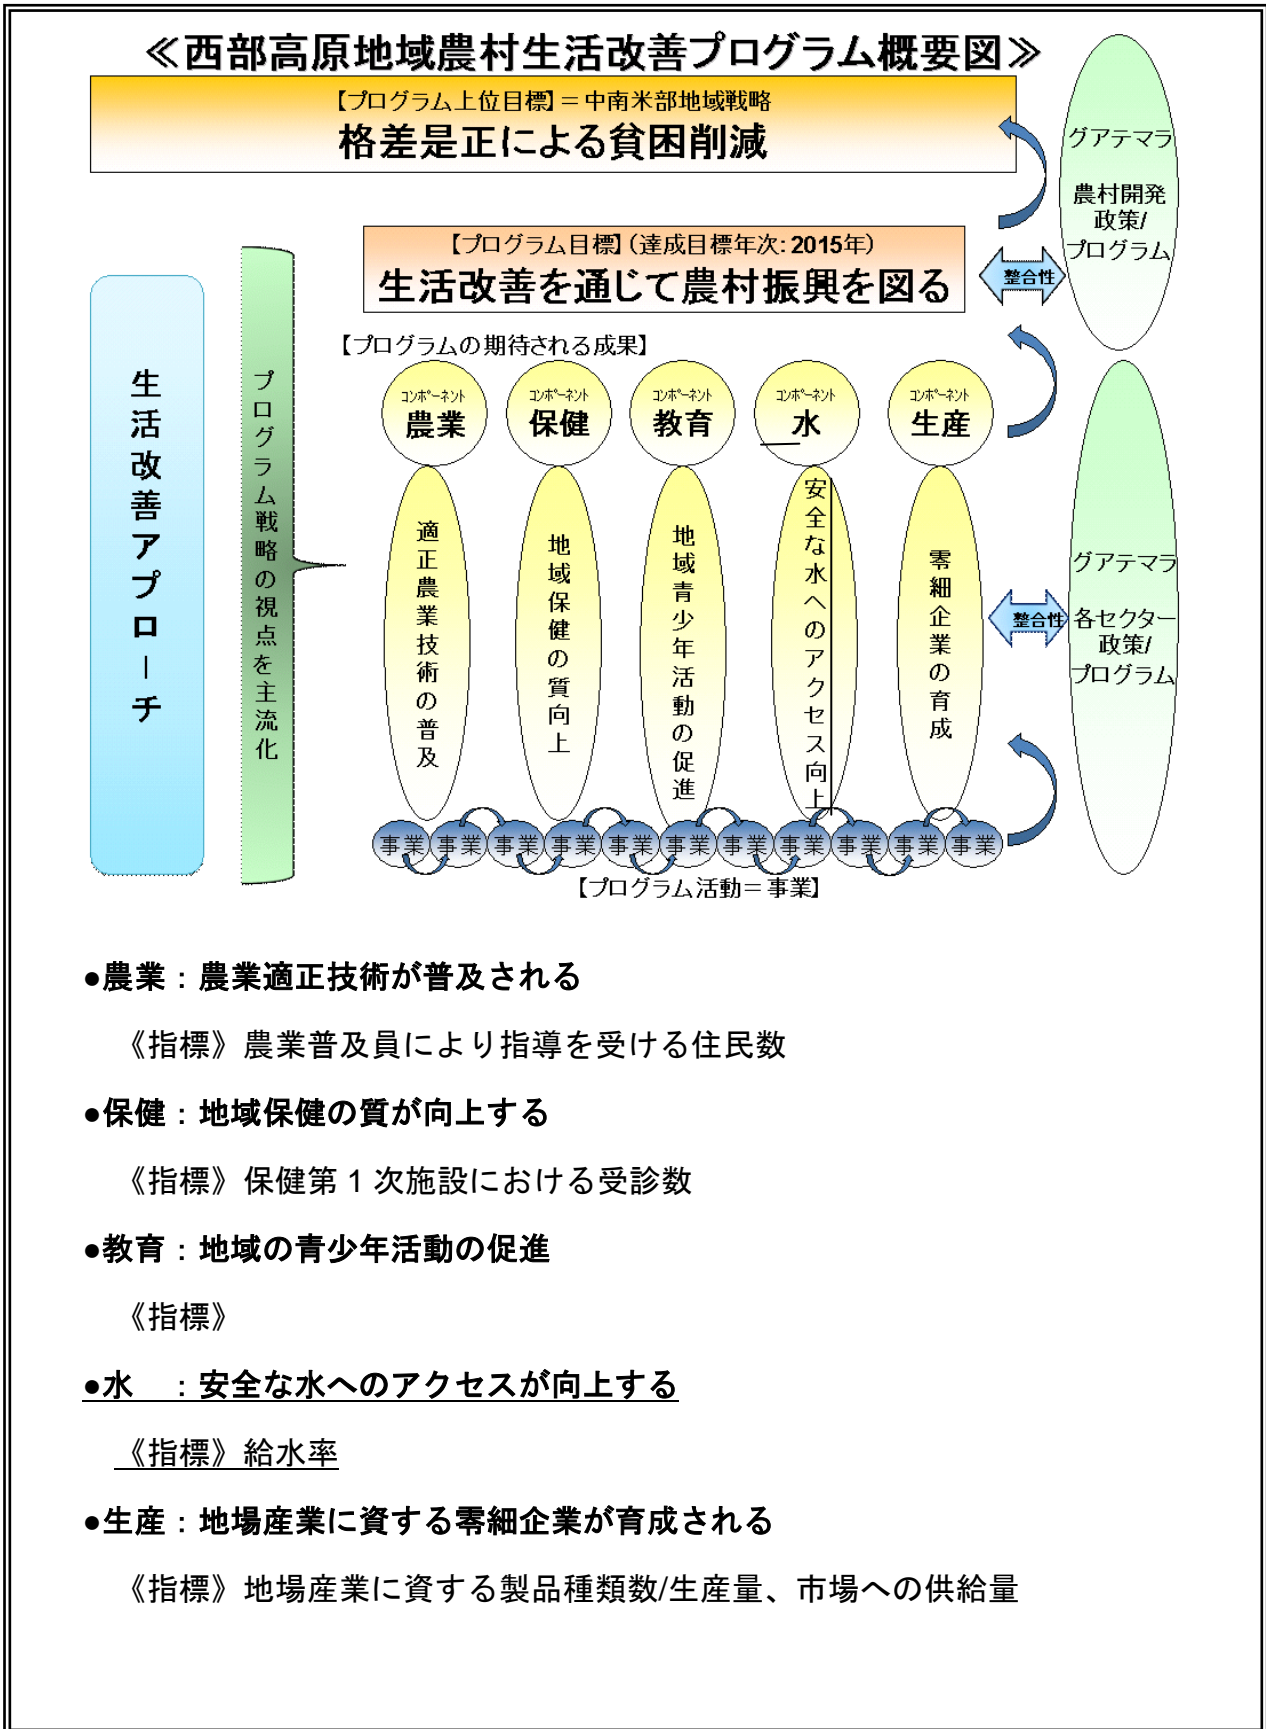 ≪西部高原地域農村生活改善プログラム概要図≫
【プログラム上位目標】＝中南米部地域戦略
格差是正による貧困削減
グアテマラ
農村開発
政策/
プログラム
【プログラム目標】（達成目標年次：2015年）
生活改善を通じて農村振興を図る
整合性
【プログラムの期待される成果】
生活改善アプローチ
プログラム戦略の視点を主流化
コンポーネント
農業
コンポーネント
保健
コンポーネント
教育
コンポーネント
水
コンポーネント
生産
適正農業技術の普及
地域保健の質向上
地域青少年活動の促進
安全な水へのアクセス向上
零細企業の育成
整合性
グアテマラ
各セクター
政策/
プログラム
事業 事業 事業 事業 事業 事業 事業 事業 事業 事業 事業
【プログラム活動＝事業】
●農業：農業適正技術が普及される
《指標》農業普及員により指導を受ける住民数
●保健：地域保健の質が向上する
《指標》保健第 1 次施設における受診数
●教育：地域の青少年活動の促進
《指標》
●水　：安全な水へのアクセスが向上する
《指標》給水率
●生産：地場産業に資する零細企業が育成される
《指標》地場産業に資する製品種類数/生産量、市場への供給量